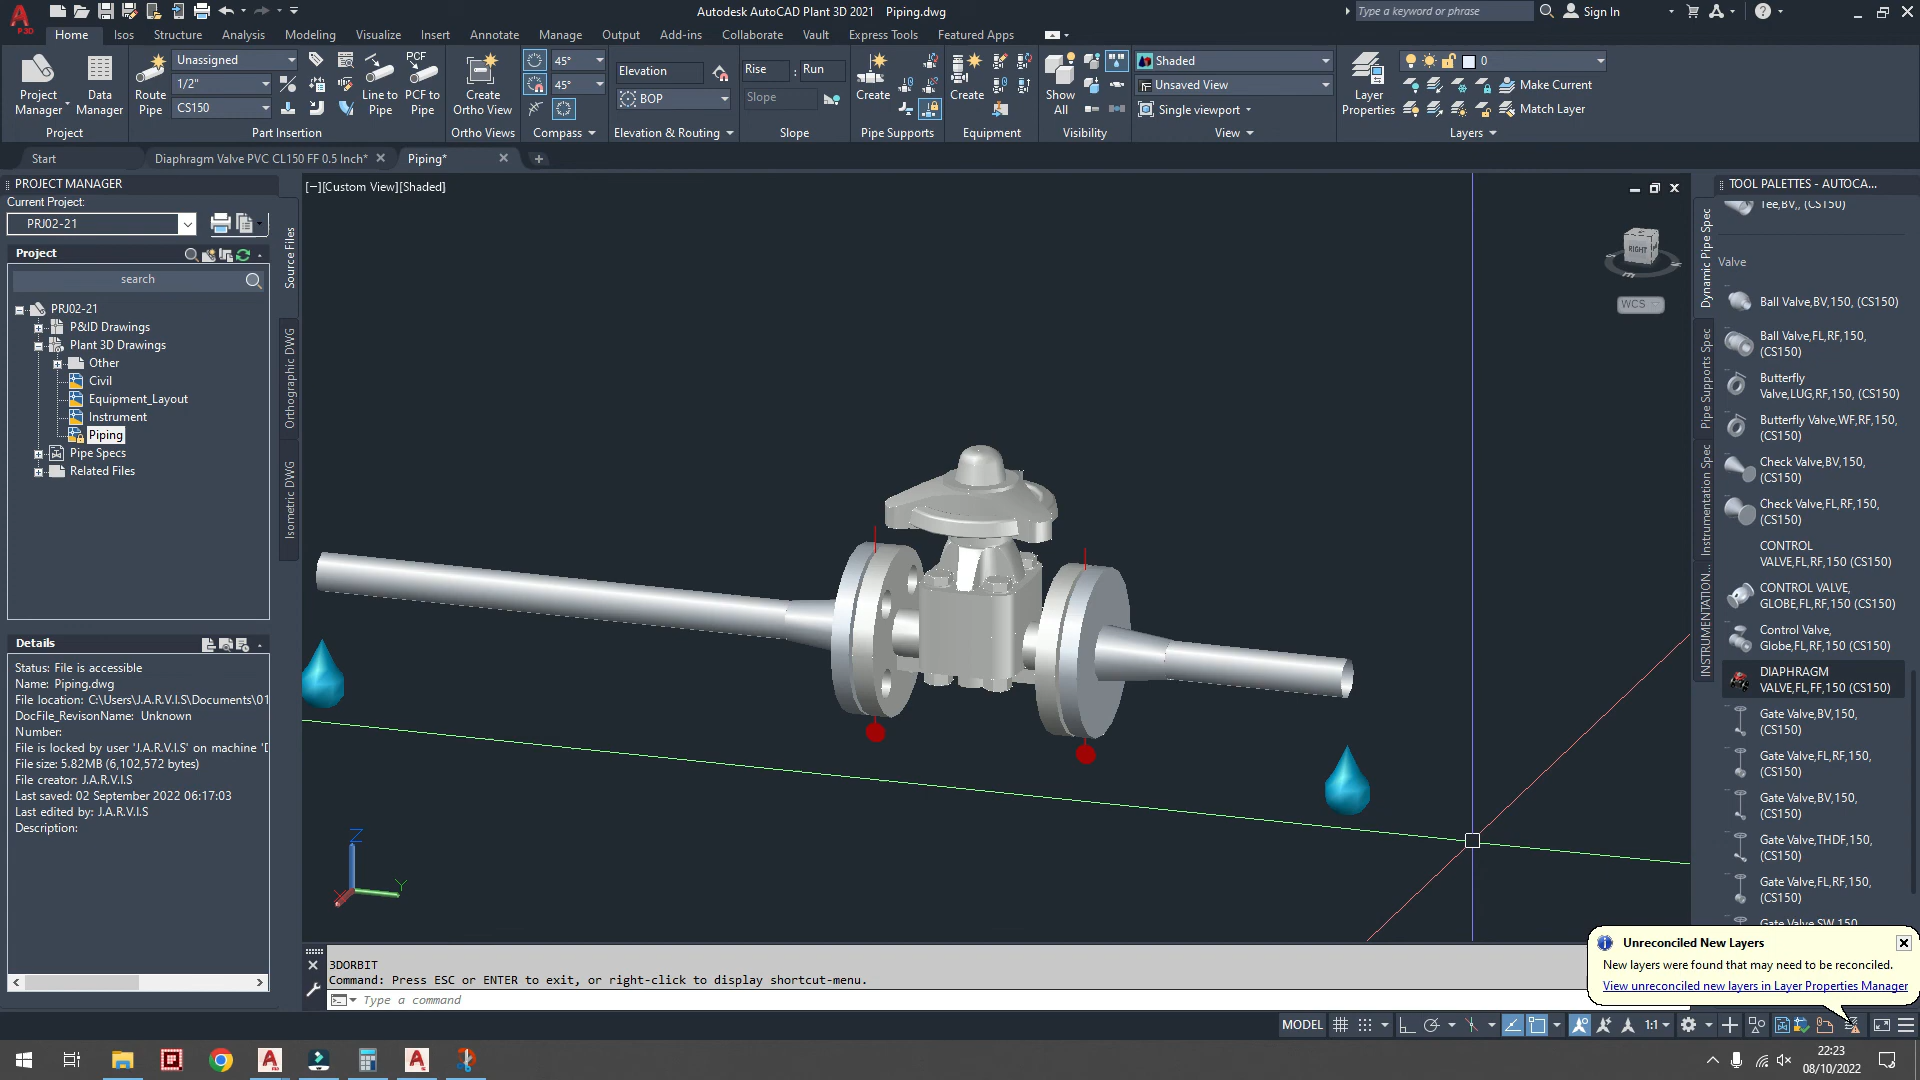 Autodesk AutoCAD Plant 3D 2021 Piping.dwg
Type a keyword or phrase
Sign In
Home Isos Structure Analysis Modeling Visualize Insert Annotate Manage Output Add-ins Collaborate Vault Express Tools Featured Apps
Project Manager
Data Manager
Project
Route Pipe
Unassigned
1/2"
CS150
Line to Pipe
PCF
PCF to Pipe
Part Insertion
Create Ortho View
Ortho Views
45°
45°
Compass
Elevation
BOP
Elevation & Routing
Rise : Run
Slope
Slope
Create
Pipe Supports
Create
Equipment
Show All
Visibility
Shaded
Unsaved View
Single viewport
View
Layer Properties
0
Make Current
Match Layer
Layers
Start
Diaphragm Valve PVC CL150 FF 0.5 Inch*
Piping*
PROJECT MANAGER
Current Project:
PRJ02-21
Project
search
PRJ02-21
P&ID Drawings
Plant 3D Drawings
Other
Civil
Equipment_Layout
Instrument
Piping
Pipe Specs
Related Files
Source Files
Orthographic DWG
Isometric DWG
Details
Status: File is accessible
Name: Piping.dwg
File location: C:\Users\J.A.R.V.I.S\Documents\01
DocFile_RevisonName: Unknown
Number:
File is locked by user 'J.A.R.V.I.S' on machine
File size: 5.82MB (6,102,572 bytes)
File creator: J.A.R.V.I.S
Last saved: 02 September 2022 06:17:03
Last edited by: J.A.R.V.I.S
Description:
[−][Custom View][Shaded]
RIGHT
WCS
Z
Y
X
TOOL PALETTES - AUTOCA...
Dynamic Pipe Spec
Pipe Supports Spec
Instrumentation Spec
INSTRUMENTATION...
Tee,BV,, (CS150)
Valve
Ball Valve,BV,150, (CS150)
Ball Valve,FL,RF,150,
(CS150)
Butterfly
Valve,LUG,RF,150, (CS150)
Butterfly Valve,WF,RF,150,
(CS150)
Check Valve,BV,150,
(CS150)
Check Valve,FL,RF,150,
(CS150)
CONTROL
VALVE,FL,RF,150 (CS150)
CONTROL VALVE,
GLOBE,FL,RF,150 (CS150)
Control Valve,
Globe,FL,RF,150 (CS150)
DIAPHRAGM
VALVE,FL,FF,150 (CS150)
Gate Valve,BV,150,
(CS150)
Gate Valve,FL,RF,150,
(CS150)
Gate Valve,BV,150,
(CS150)
Gate Valve,THDF,150,
(CS150)
Gate Valve,FL,RF,150,
(CS150)
Gate Valve,SW,150,
Unreconciled New Layers
New layers were found that may need to be reconciled.
View unreconciled new layers in Layer Properties Manager
3DORBIT
Command: Press ESC or ENTER to exit, or right-click to display shortcut-menu.
Type a command
MODEL
1:1
22:23
08/10/2022